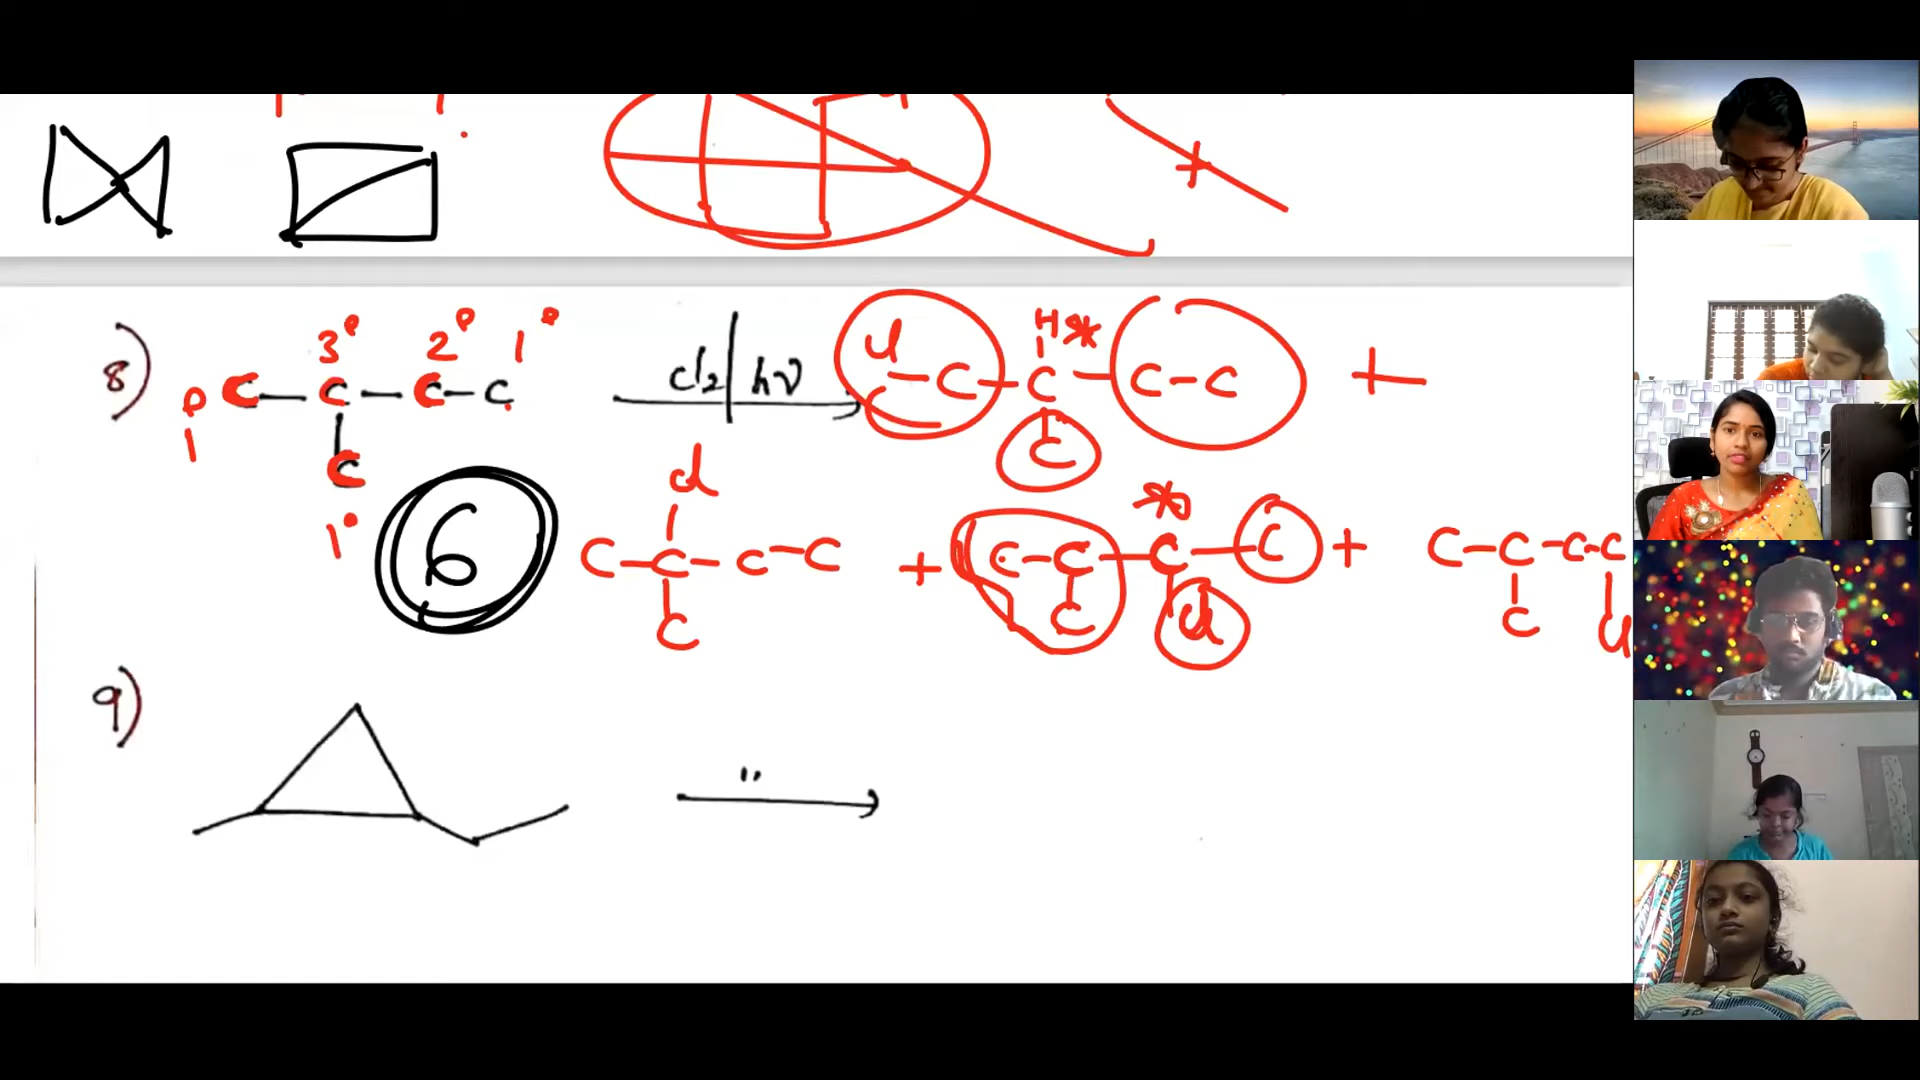 8) 1° C—C—C—C 3° 2° 1° Cl2 | hν Cl C—C—C—C—C H * C +
C 1° 6 Cl C—C—C—C C + C—C—C—C * C Cl + C—C—C—C C Cl
9) "